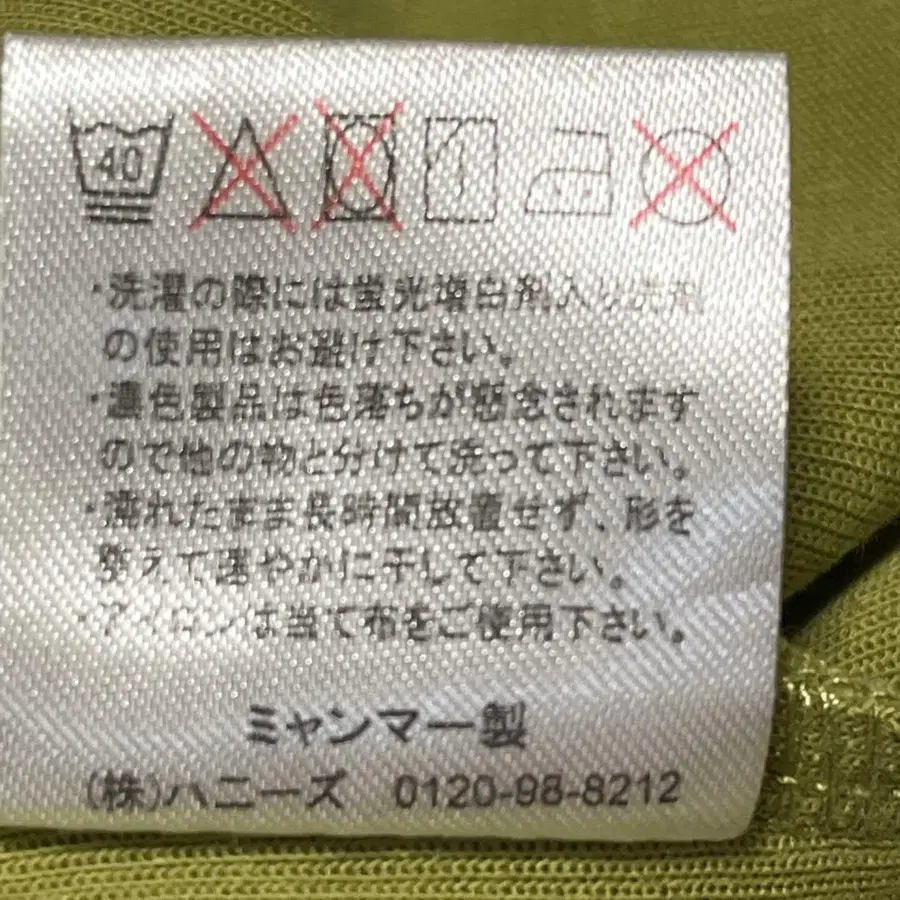 40
・洗濯の際には蛍光増白剤入り洗剤
の使用はお避け下さい。
・濃色製品は色落ちが懸念されます
ので他の物と分けて洗って下さい。
・濡れたまま長時間放置せず、形を
整えて速やかに干して下さい。
・アイロンは当て布をご使用下さい。
ミャンマー製
(株)ハニーズ 0120-98-8212